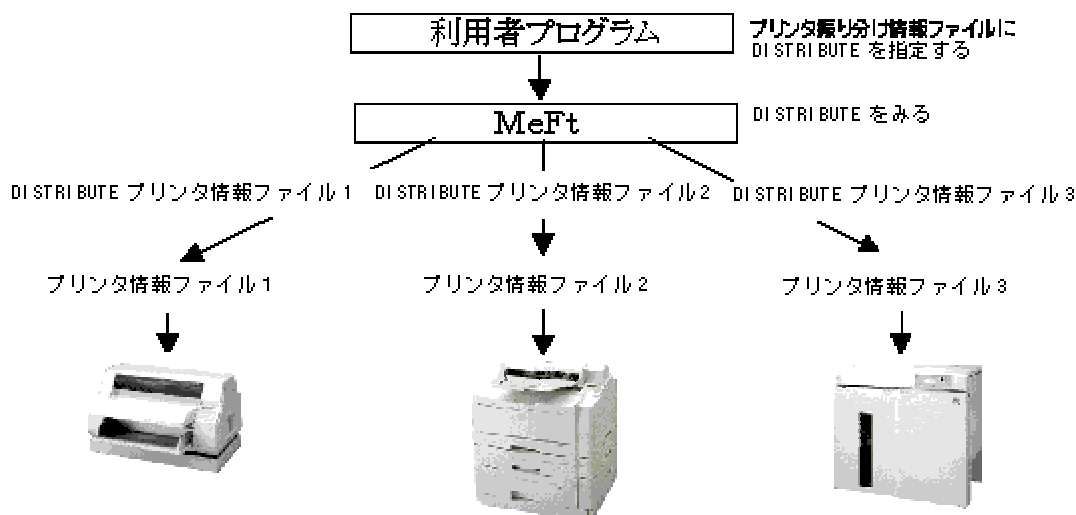 利用者プログラム
プリンタ振り分け情報ファイルに
DISTRIBUTE を指定する
MeFt
DISTRIBUTE をみる
DISTRIBUTE プリンタ情報ファイル1
DISTRIBUTE プリンタ情報ファイル2
DISTRIBUTE プリンタ情報ファイル3
プリンタ情報ファイル1
プリンタ情報ファイル2
プリンタ情報ファイル3